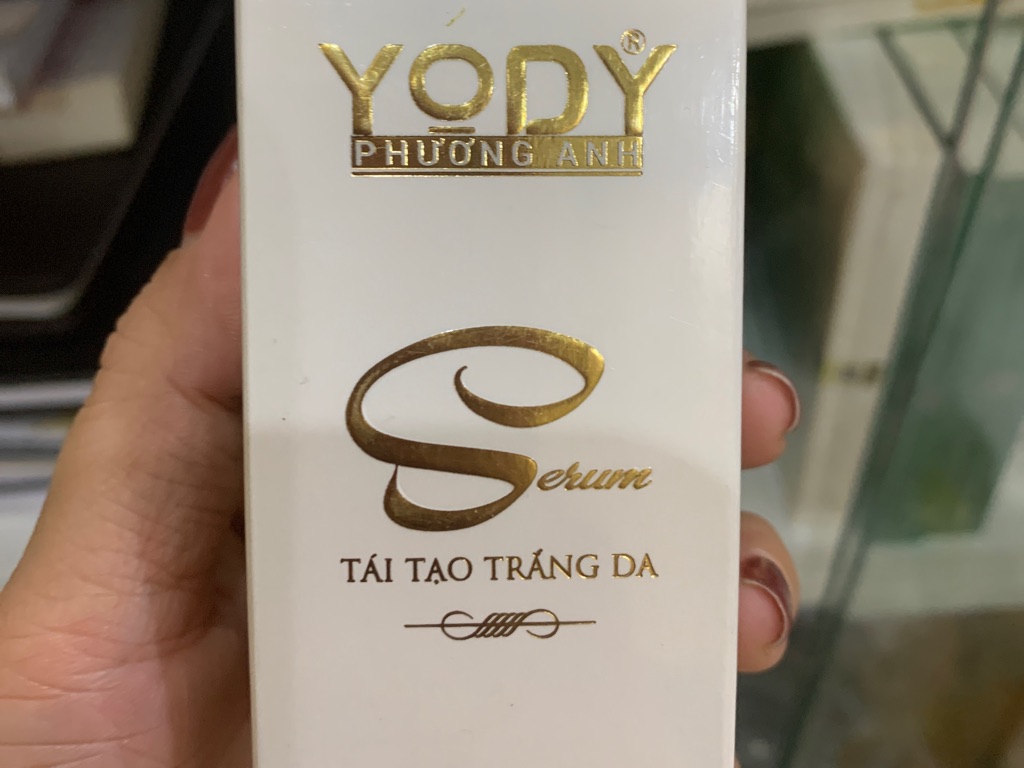 YODY®
PHƯƠNG ANH
Serum
TÁI TẠO TRẮNG DA